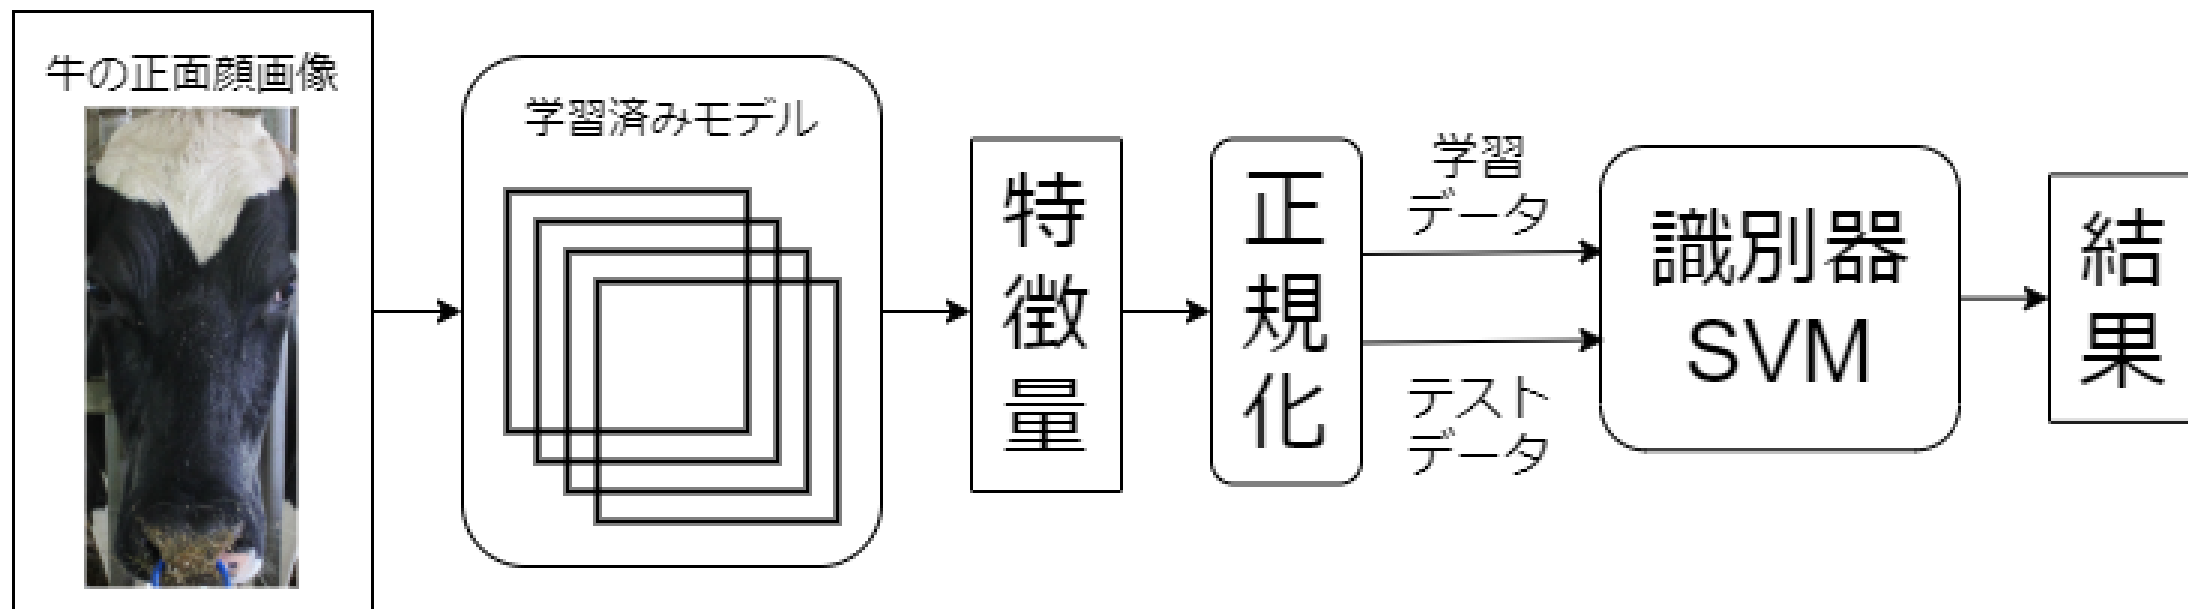 牛の正面顔画像
学習済みモデル
特
徴
量
正
規
化
学習
データ
テスト
データ
識別器
SVM
結
果